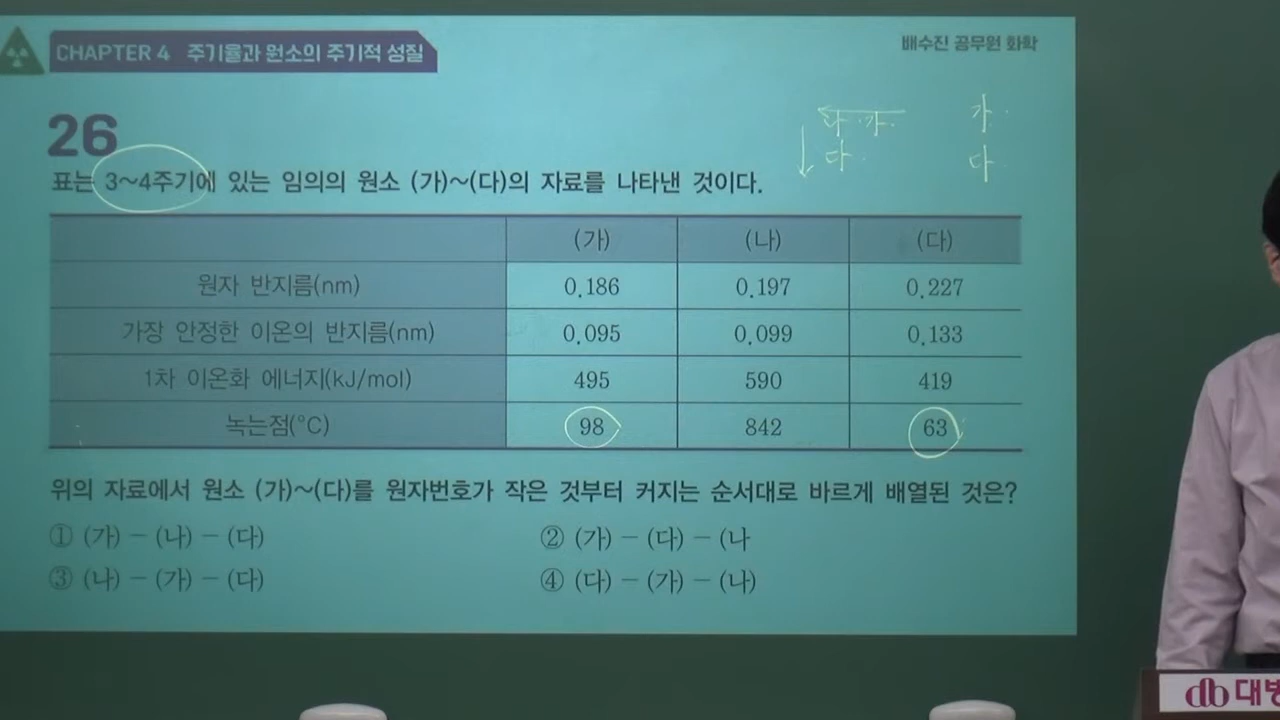 CHAPTER 4 주기율과 원소의 주기적 성질
배수진 공무원 화학
26
나 가.
다.
가.
다.
표는 3~4주기에 있는 임의의 원소 (가)~(다)의 자료를 나타낸 것이다.
(가) (나) (다)
원자 반지름(nm) 0.186 0.197 0.227
가장 안정한 이온의 반지름(nm) 0.095 0.099 0.133
1차 이온화 에너지(kJ/mol) 495 590 419
녹는점(°C) 98 842 63
위의 자료에서 원소 (가)~(다)를 원자번호가 작은 것부터 커지는 순서대로 바르게 배열된 것은?
① (가) – (나) – (다) ② (가) – (다) – (나
③ (나) – (가) – (다) ④ (다) – (가) – (나)